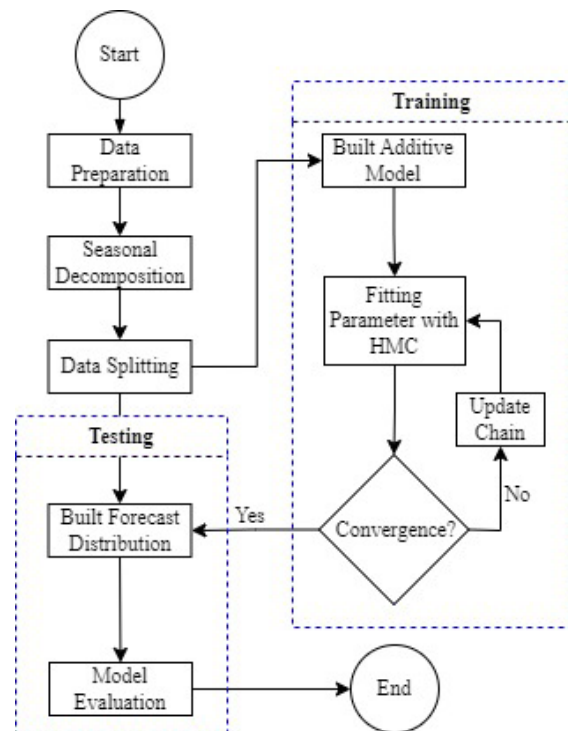 Start
Data
Preparation
Seasonal
Decomposition
Data Splitting
Training
Built Additive
Model
Fitting
Parameter with
HMC
Update
Chain
No
Convergence?
Yes
Testing
Built Forecast
Distribution
Model
Evaluation
End